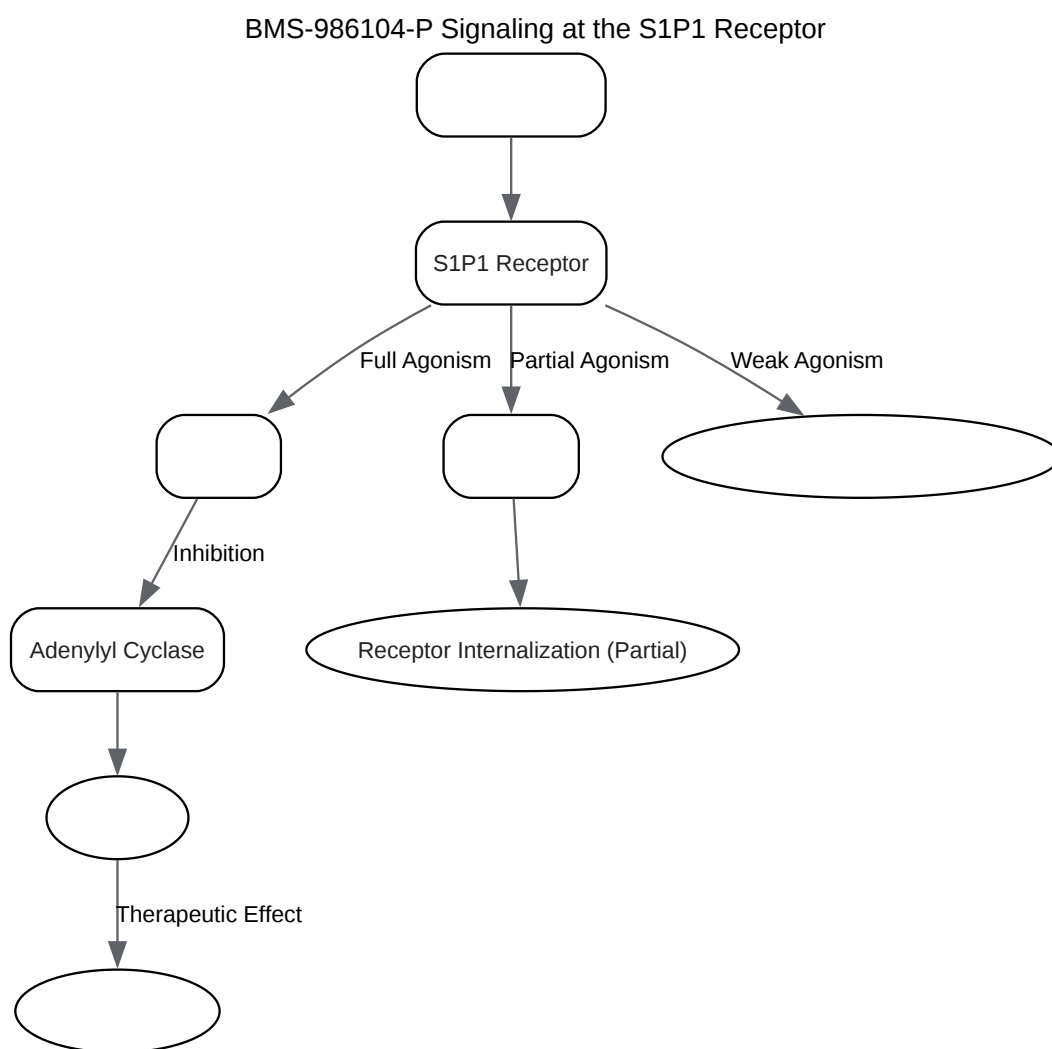 BMS-986104-P Signaling at the S1P1 Receptor
S1P1 Receptor
Full Agonism
Partial Agonism
Weak Agonism
Inhibition
Adenylyl Cyclase
Receptor Internalization (Partial)
Therapeutic Effect